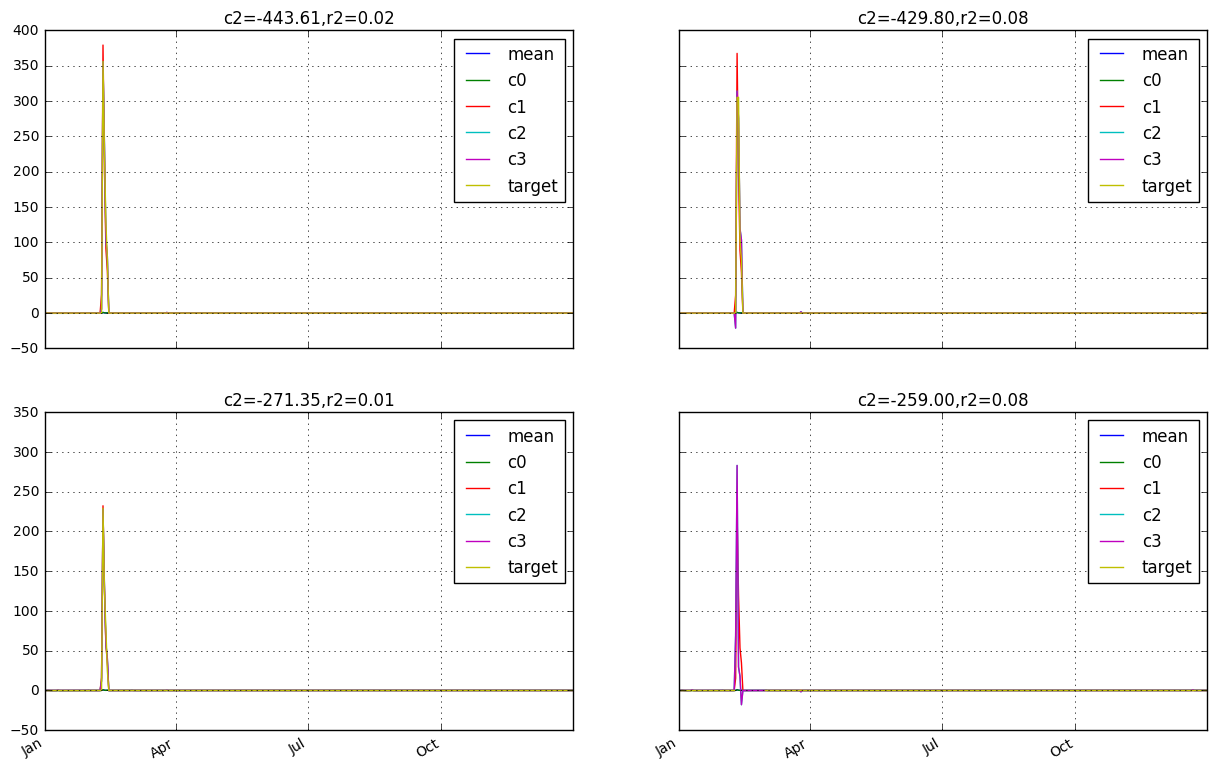 c2=-443.61,r2=0.02
400
350
300
250
200
150
100
50
0
−50
mean
c0
c1
c2
c3
target
c2=-429.80,r2=0.08
mean
c0
c1
c2
c3
target
c2=-271.35,r2=0.01
350
300
250
200
150
100
50
0
−50
Jan
Apr
Jul
Oct
mean
c0
c1
c2
c3
target
c2=-259.00,r2=0.08
mean
c0
c1
c2
c3
target
Jan
Apr
Jul
Oct